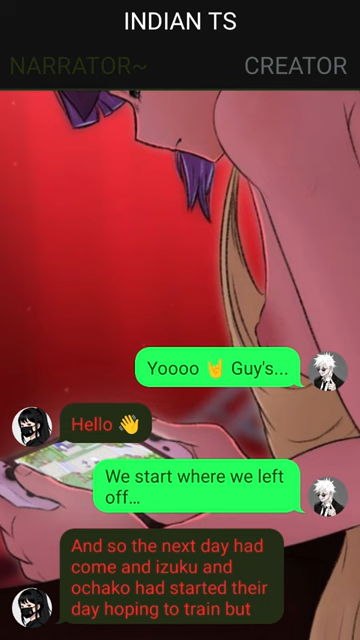 INDIAN TS
NARRATOR~ CREATOR
Yoooo 🤘 Guy's...
Hello 👋
We start where we left
off...
And so the next day had
come and izuku and
ochako had started their
day hoping to train but